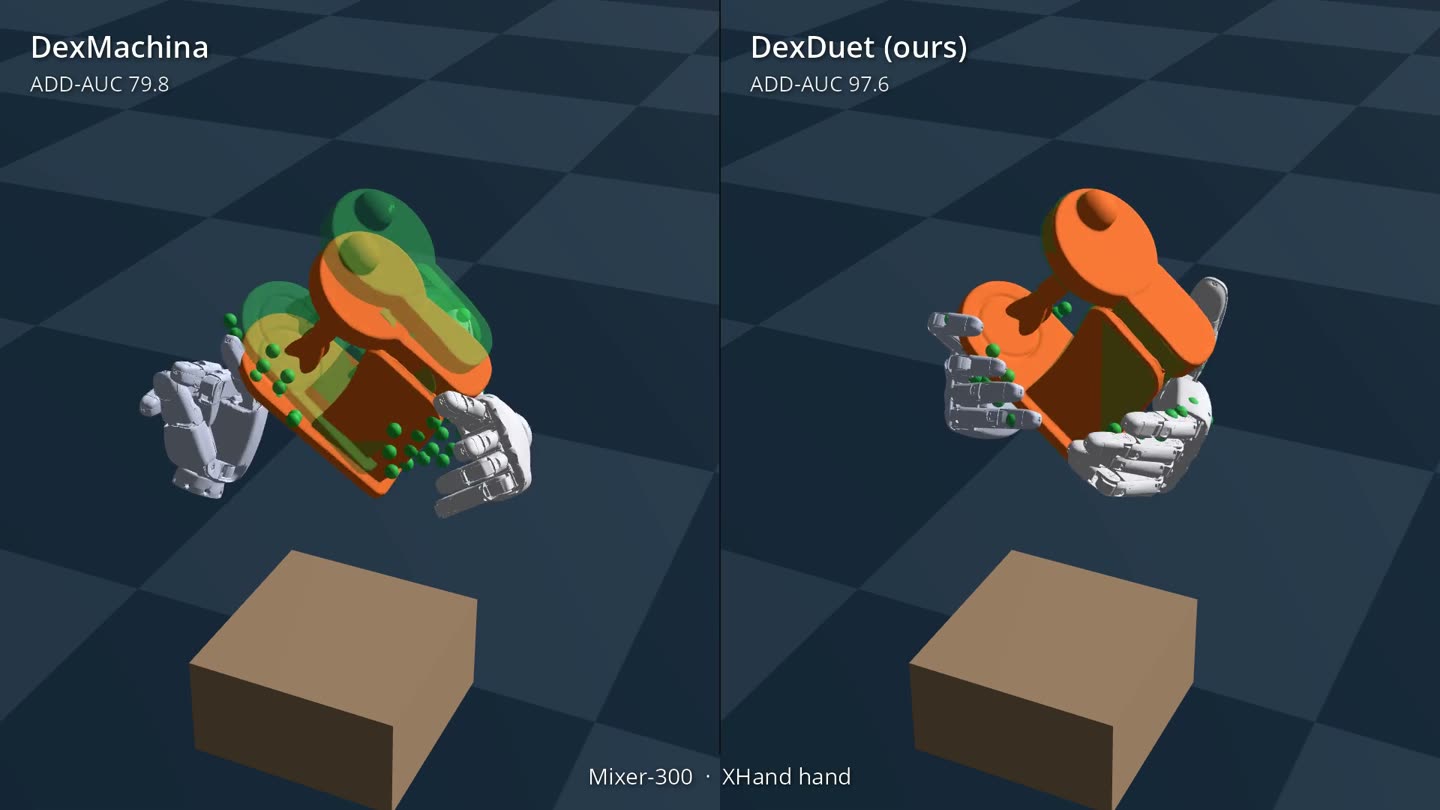 DexMachina
ADD-AUC 79.8
DexDuet (ours)
ADD-AUC 97.6
Mixer-300 · XHand hand